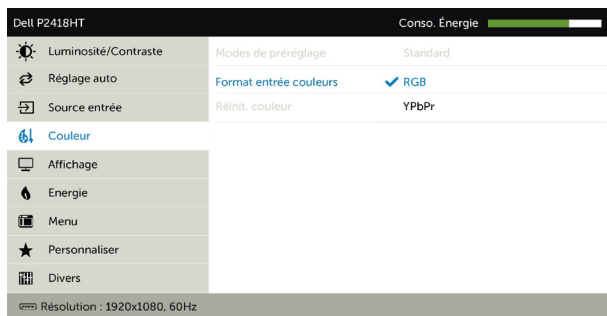 Dell P2418HT Conso. Énergie
Luminosité/Contraste Modes de préréglage Standard
Réglage auto Format entrée couleurs RGB
Source entrée Réinit. couleur YPbPr
Couleur
Affichage
Energie
Menu
Personnaliser
Divers
Résolution : 1920x1080, 60Hz